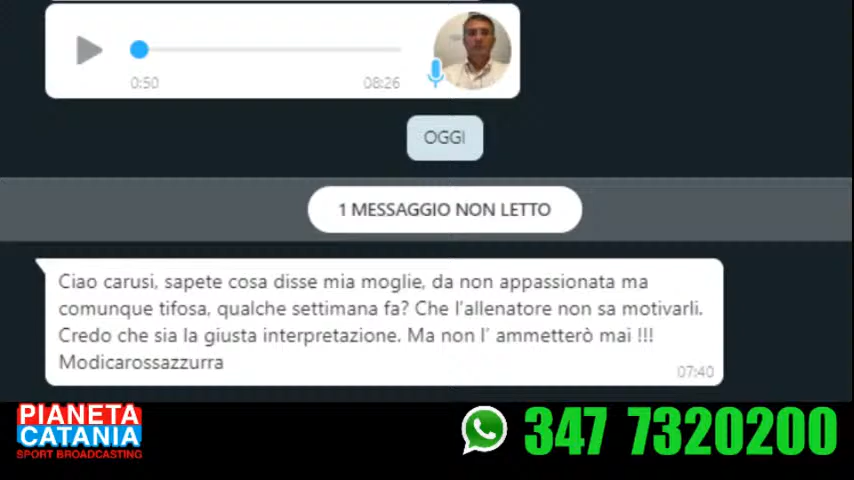 0:50
08:26
OGGI
1 MESSAGGIO NON LETTO
Ciao carusi, sapete cosa disse mia moglie, da non appassionata ma
comunque tifosa, qualche settimana fa? Che l'allenatore non sa motivarli.
Credo che sia la giusta interpretazione. Ma non l' ammetterò mai !!!
Modicarossazzurra
07:40
PIANETA
CATANIA
SPORT BROADCASTING
347 7320200